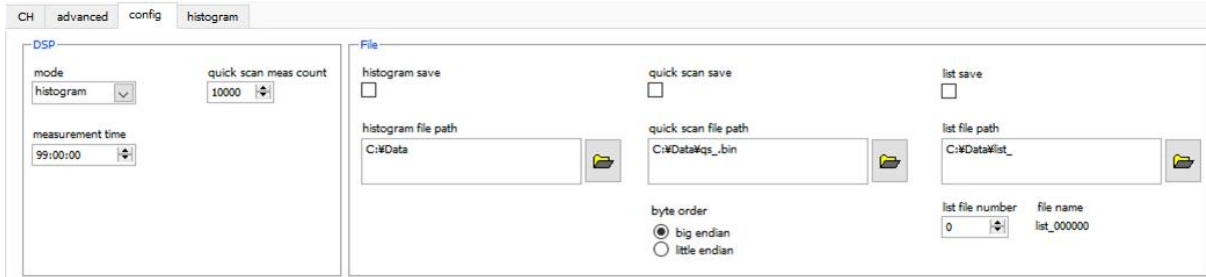 CH advanced config histogram
DSP
mode
quick scan meas count
histogram
10000
measurement time
99:00:00
File
histogram save
quick scan save
list save
histogram file path
quick scan file path
list file path
C:¥Data
C:¥Data¥qs_.bin
C:¥Data¥list_
byte order
big endian
little endian
list file number
file name
0
list_000000